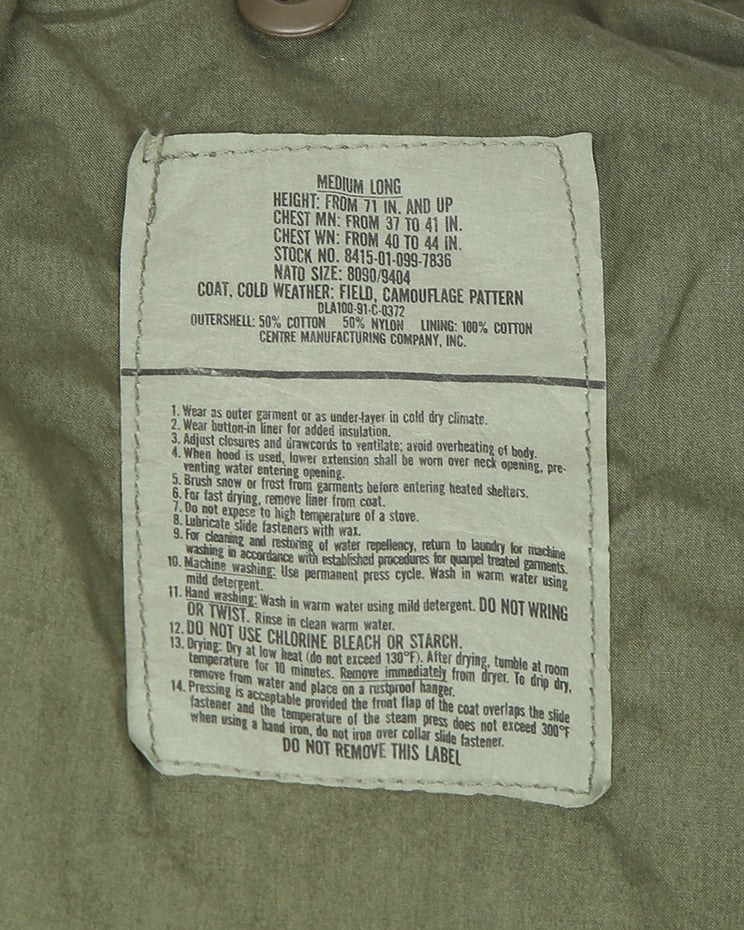 MEDIUM LONG
HEIGHT: FROM 71 IN. AND UP
CHEST MN: FROM 37 TO 41 IN.
CHEST WN: FROM 40 TO 44 IN.
STOCK NO. 8415-01-099-7836
NATO SIZE: 8090/9404
COAT, COLD WEATHER: FIELD, CAMOUFLAGE PATTERN
DLA100-91-C-0372
OUTERSHELL: 50% COTTON 50% NYLON LINING: 100% COTTON
CENTRE MANUFACTURING COMPANY, INC.
1. Wear as outer garment or as under-layer in cold dry climate.
2. Wear button-in liner for added insulation.
3. Adjust closures and drawcords to ventilate; avoid overheating of body.
4. When hood is used, lower extension shall be worn over neck opening, pre-
venting water entering opening.
5. Brush snow or frost from garments before entering heated shelters.
6. For fast drying, remove liner from coat.
7. Do not expose to high temperature of a stove.
8. Lubricate slide fasteners with wax.
9. For cleaning and restoring of water repellency, return to laundry for machine
washing in accordance with established procedures for quarpel treated garments.
10. Machine washing: Use permanent press cycle. Wash in warm water using
mild detergent.
11. Hand washing: Wash in warm water using mild detergent. DO NOT WRING
OR TWIST. Rinse in clean warm water.
12. DO NOT USE CHLORINE BLEACH OR STARCH.
13. Drying: Dry at low heat (do not exceed 130°F). After drying, tumble at room
temperature for 10 minutes. Remove immediately from dryer. To drip dry,
remove from water and place on a rustproof hanger.
14. Pressing is acceptable provided the front flap of the coat overlaps the slide
fastener and the temperature of the steam press does not exceed 300°F
when using a hand iron, do not iron over collar slide fastener.
DO NOT REMOVE THIS LABEL